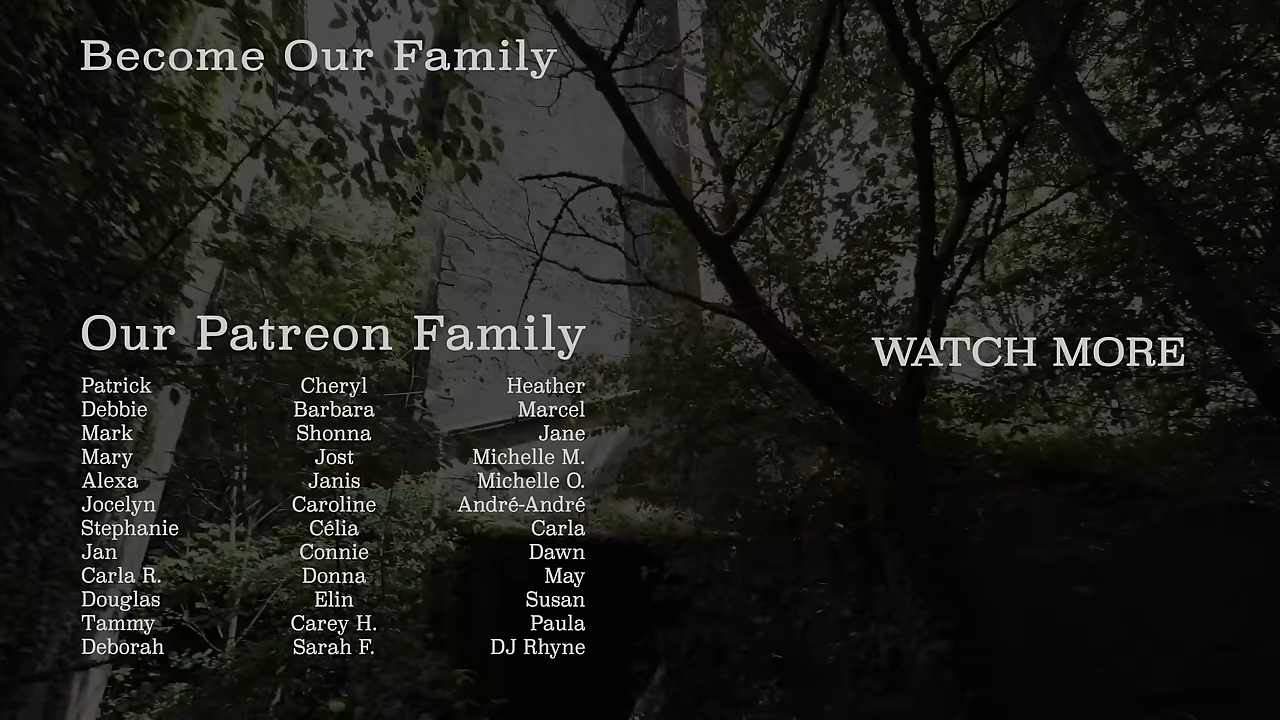 Become Our Family
Our Patreon Family
Patrick
Debbie
Mark
Mary
Alexa
Jocelyn
Stephanie
Jan
Carla R.
Douglas
Tammy
Deborah
Cheryl
Barbara
Shonna
Jost
Janis
Caroline
Célia
Connie
Donna
Elin
Carey H.
Sarah F.
Heather
Marcel
Jane
Michelle M.
Michelle O.
André-André
Carla
Dawn
May
Susan
Paula
DJ Rhyne
WATCH MORE